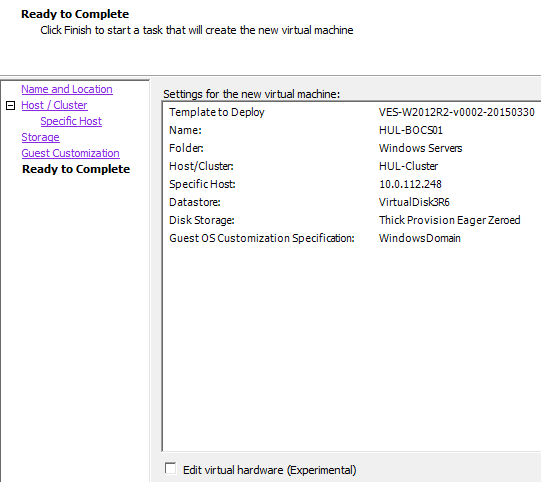 Ready to Complete
Click Finish to start a task that will create the new virtual machine
Name and Location
Host / Cluster
Specific Host
Storage
Guest Customization
Ready to Complete
Settings for the new virtual machine:
Template to Deploy VES-W2012R2-v0002-20150330
Name: HUL-BOCS01
Folder: Windows Servers
Host/Cluster: HUL-Cluster
Specific Host: 10.0.112.248
Datastore: VirtualDisk3R6
Disk Storage: Thick Provision Eager Zeroed
Guest OS Customization Specification: WindowsDomain
Edit virtual hardware (Experimental)